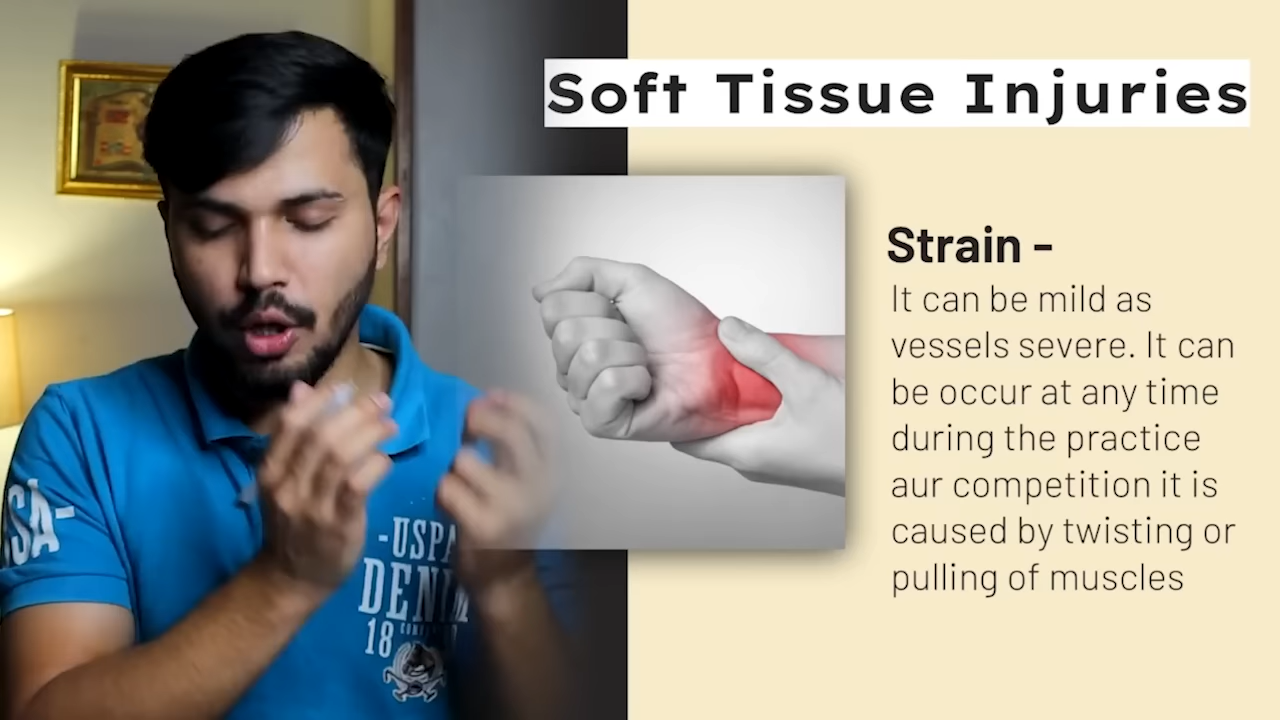 Soft Tissue Injuries
Strain -
It can be mild as
vessels severe. It can
be occur at any time
during the practice
aur competition it is
caused by twisting or
pulling of muscles
SA-
-USPA
DENIM
18